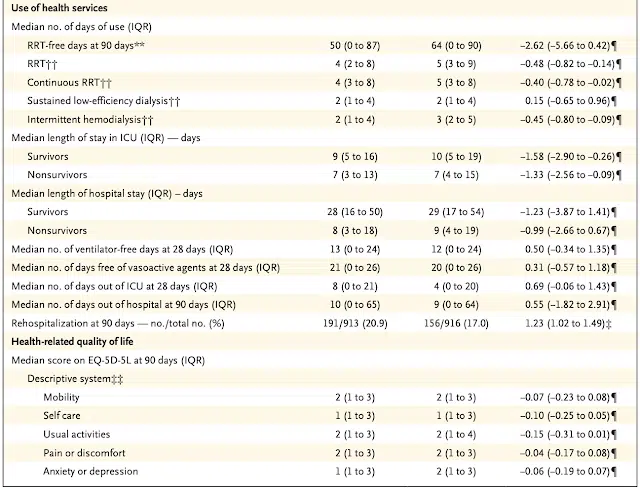 Use of health services
Median no. of days of use (IQR)
RRT-free days at 90 days** 50 (0 to 87) 64 (0 to 90) –2.62 (–5.66 to 0.42)¶
RRT†† 4 (2 to 8) 5 (3 to 9) –0.48 (–0.82 to –0.14)¶
Continuous RRT†† 4 (3 to 8) 5 (3 to 8) –0.40 (–0.78 to –0.02)¶
Sustained low-efficiency dialysis†† 2 (1 to 4) 2 (1 to 4) 0.15 (–0.65 to 0.96)¶
Intermittent hemodialysis†† 2 (1 to 4) 3 (2 to 5) –0.45 (–0.80 to –0.09)¶
Median length of stay in ICU (IQR) — days
Survivors 9 (5 to 16) 10 (5 to 19) –1.58 (–2.90 to –0.26)¶
Nonsurvivors 7 (3 to 13) 7 (4 to 15) –1.33 (–2.56 to –0.09)¶
Median length of hospital stay (IQR) – days
Survivors 28 (16 to 50) 29 (17 to 54) –1.23 (–3.87 to 1.41)¶
Nonsurvivors 8 (3 to 18) 9 (4 to 19) –0.99 (–2.66 to 0.67)¶
Median no. of ventilator-free days at 28 days (IQR) 13 (0 to 24) 12 (0 to 24) 0.50 (–0.34 to 1.35)¶
Median no. of days free of vasoactive agents at 28 days (IQR) 21 (0 to 26) 20 (0 to 26) 0.31 (–0.57 to 1.18)¶
Median no. of days out of ICU at 28 days (IQR) 8 (0 to 21) 4 (0 to 20) 0.69 (–0.06 to 1.43)¶
Median no. of days out of hospital at 90 days (IQR) 10 (0 to 65) 9 (0 to 64) 0.55 (–1.82 to 2.91)¶
Rehospitalization at 90 days — no./total no. (%) 191/913 (20.9) 156/916 (17.0) 1.23 (1.02 to 1.49)‡
Health-related quality of life
Median score on EQ-5D-5L at 90 days (IQR)
Descriptive system‡‡
Mobility 2 (1 to 3) 2 (1 to 3) –0.07 (–0.23 to 0.08)¶
Self care 1 (1 to 3) 1 (1 to 3) –0.10 (–0.25 to 0.05)¶
Usual activities 2 (1 to 3) 2 (1 to 4) –0.15 (–0.31 to 0.01)¶
Pain or discomfort 2 (1 to 3) 2 (1 to 3) –0.04 (–0.17 to 0.08)¶
Anxiety or depression 1 (1 to 3) 2 (1 to 3) –0.06 (–0.19 to 0.07)¶